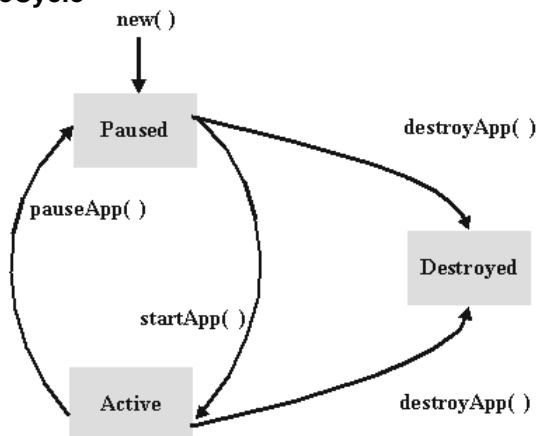 new( )
Paused
destroyApp( )
pauseApp( )
Destroyed
startApp( )
Active
destroyApp( )